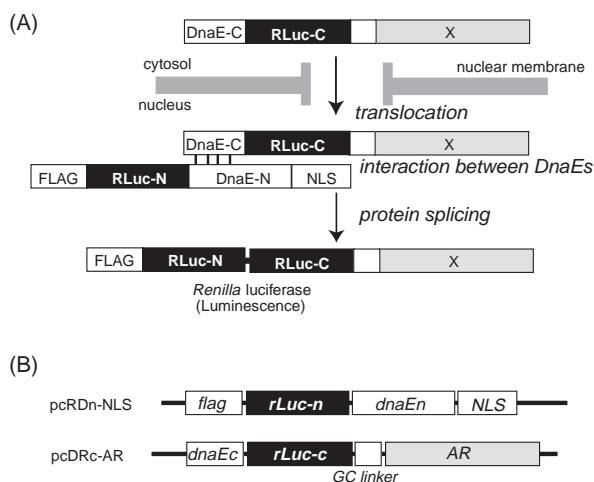 (A)
DnaE-C RLuc-C X
cytosol
nuclear membrane
nucleus
translocation
DnaE-C RLuc-C X
interaction between DnaEs
FLAG RLuc-N DnaE-N NLS
protein splicing
FLAG RLuc-N RLuc-C X
Renilla luciferase
(Luminescence)
(B)
pcRDn-NLS flag rLuc-n dnaEn NLS
pcDRc-AR dnaEc rLuc-c AR
GC linker